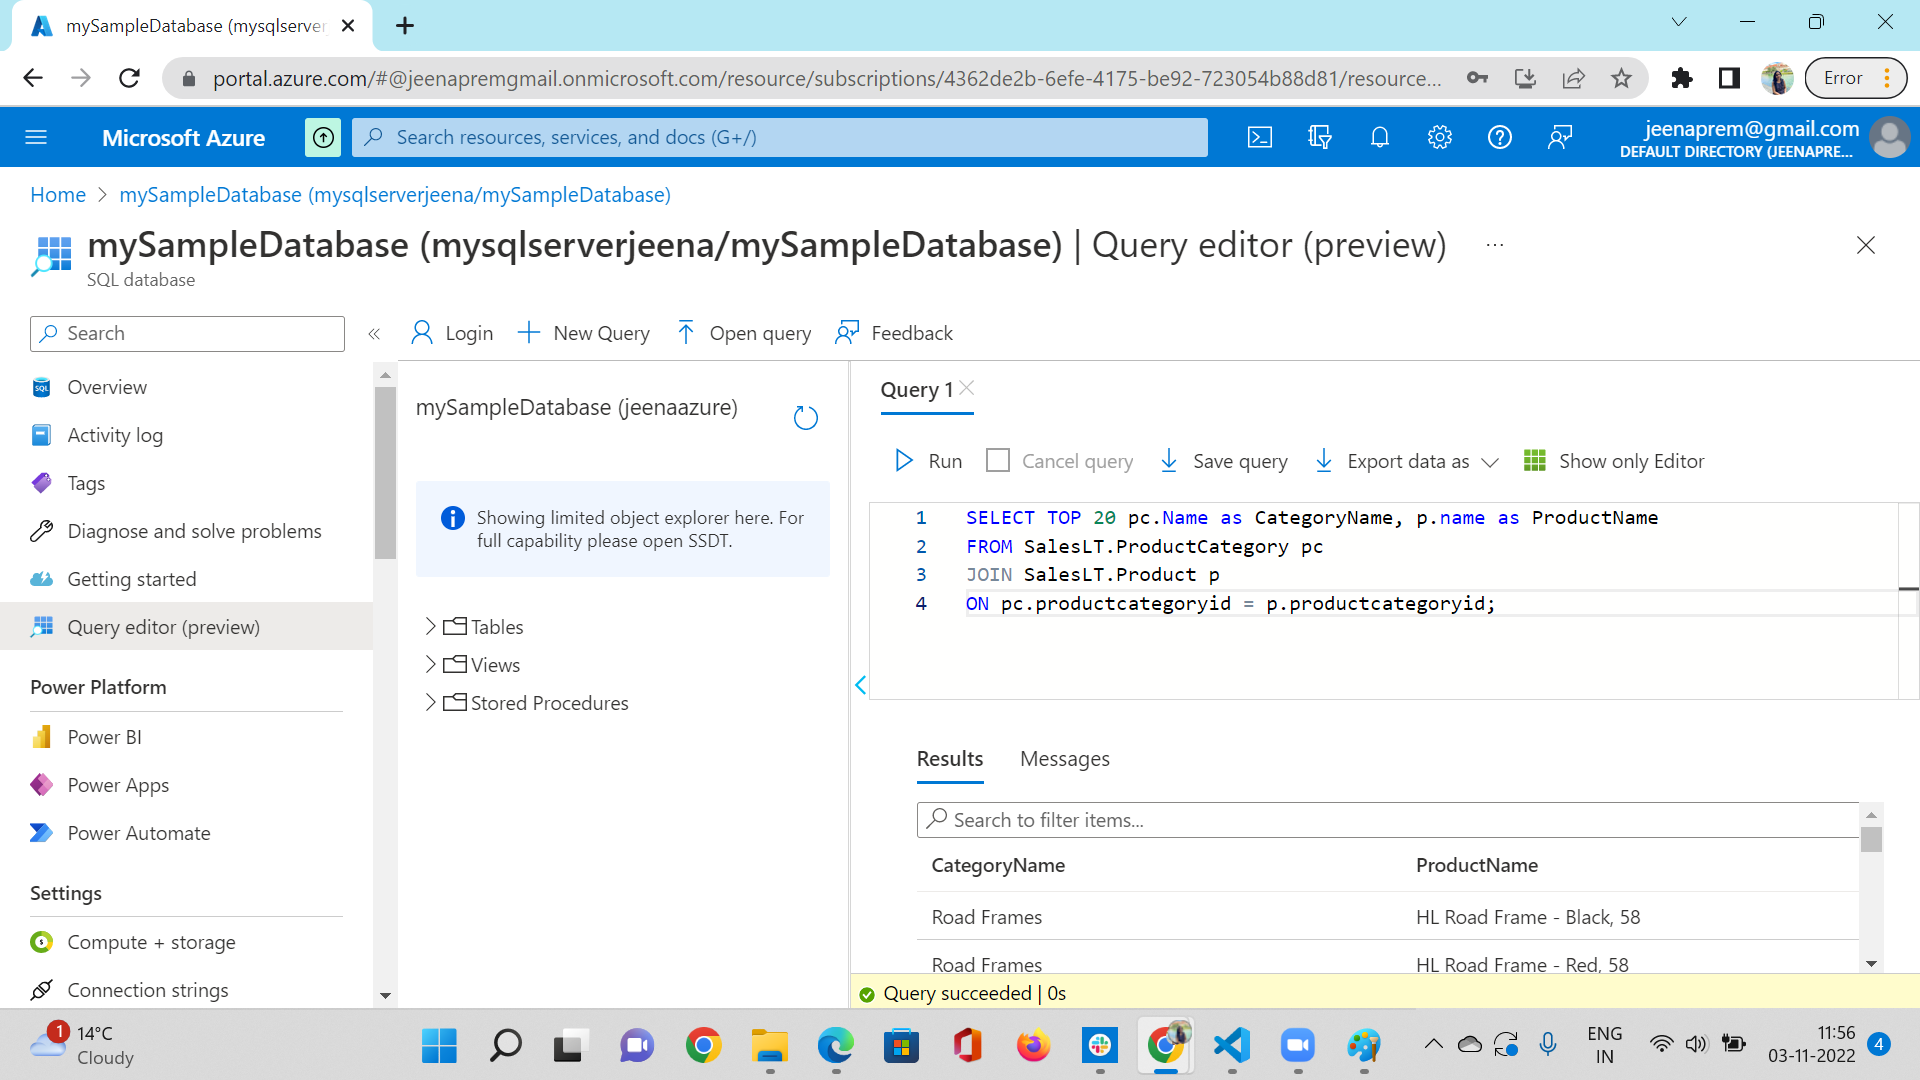 mySampleDatabase (mysqlserver
portal.azure.com/#@jeenapremgmail.onmicrosoft.com/resource/subscriptions/4362de2b-6efe-4175-be92-723054b88d81/resource...
Error
Microsoft Azure
Search resources, services, and docs (G+/)
jeenaprem@gmail.com
DEFAULT DIRECTORY (JEENAPRE...
Home > mySampleDatabase (mysqlserverjeena/mySampleDatabase)
mySampleDatabase (mysqlserverjeena/mySampleDatabase) | Query editor (preview) ...
SQL database
Search
Login
New Query
Open query
Feedback
Overview
Activity log
Tags
Diagnose and solve problems
Getting started
Query editor (preview)
Power Platform
Power BI
Power Apps
Power Automate
Settings
Compute + storage
Connection strings
mySampleDatabase (jeenaazure)
Showing limited object explorer here. For
full capability please open SSDT.
Tables
Views
Stored Procedures
Query 1
Run
Cancel query
Save query
Export data as
Show only Editor
1 SELECT TOP 20 pc.Name as CategoryName, p.name as ProductName
2 FROM SalesLT.ProductCategory pc
3 JOIN SalesLT.Product p
4 ON pc.productcategoryid = p.productcategoryid;
Results
Messages
Search to filter items...
CategoryName ProductName
Road Frames HL Road Frame - Black, 58
Road Frames HL Road Frame - Red, 58
Query succeeded | 0s
1
14°C
Cloudy
ENG
IN
11:56
03-11-2022
4